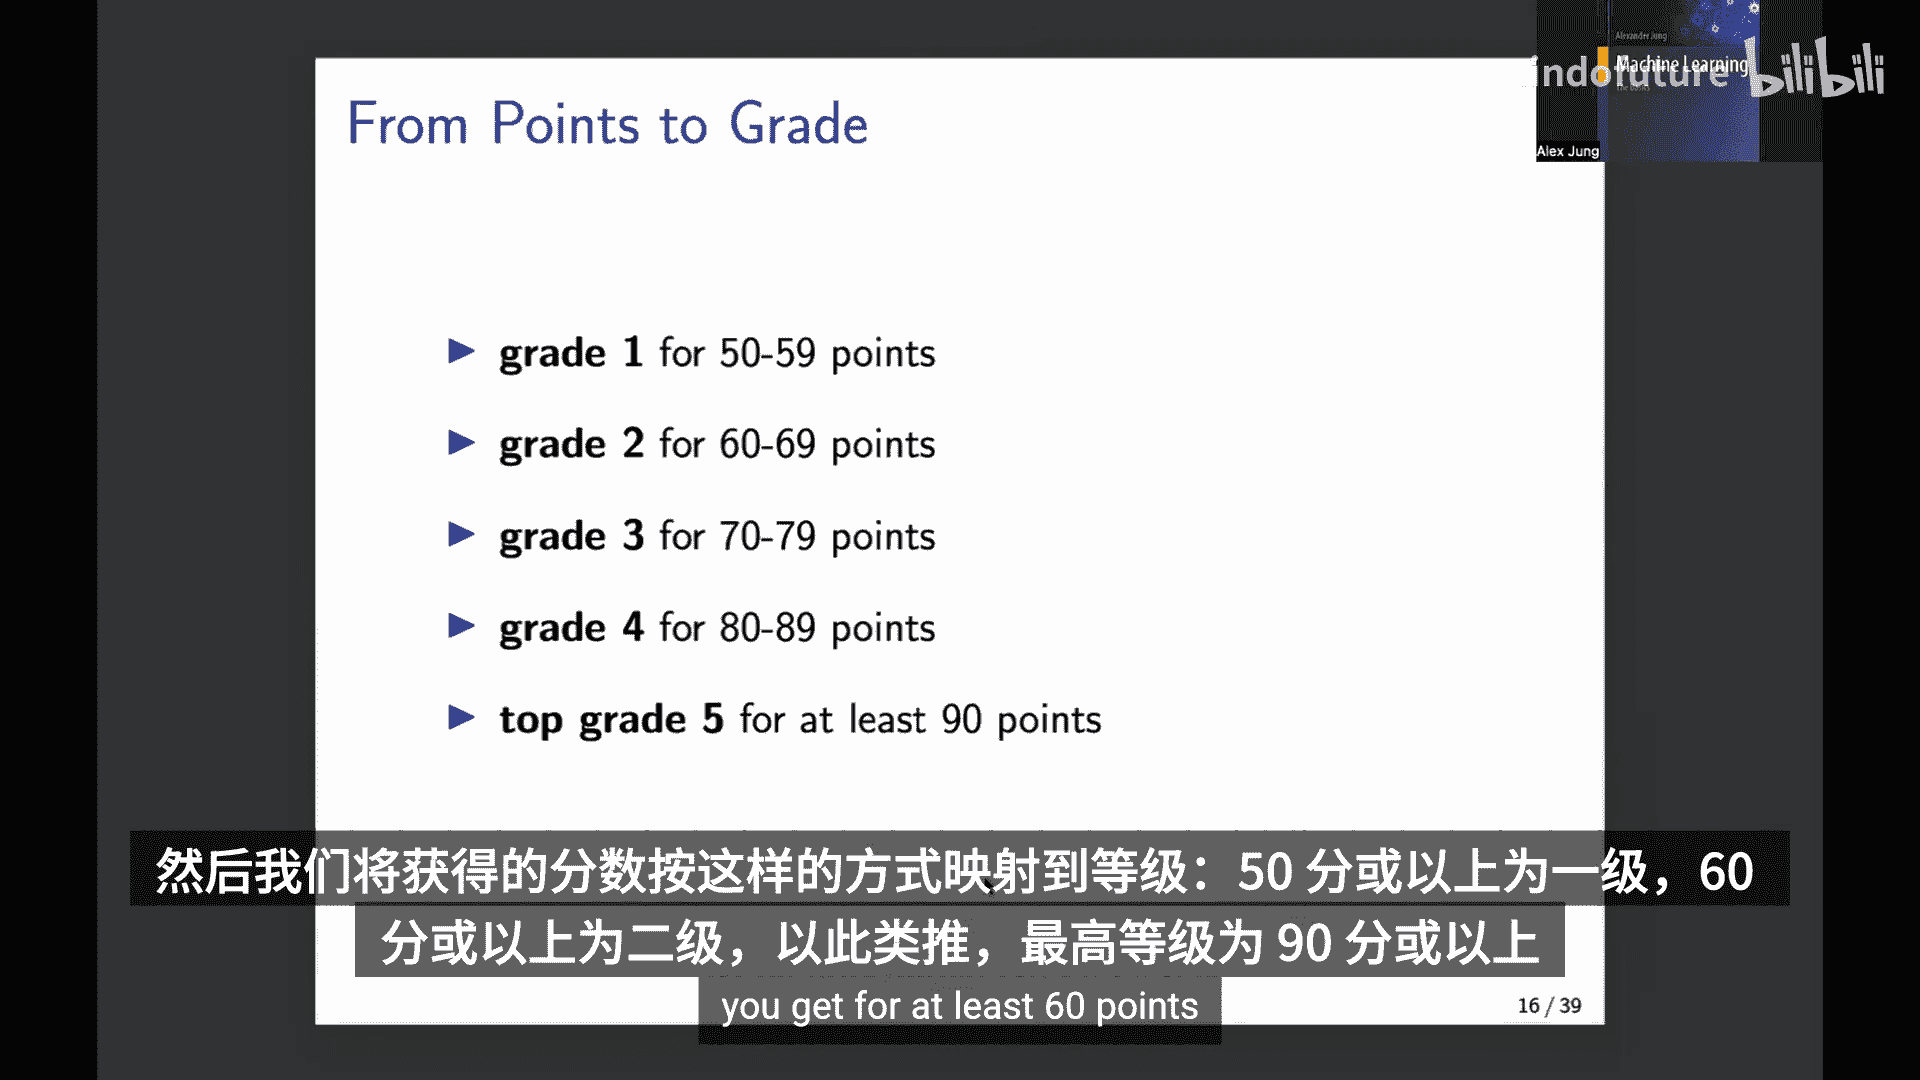 Alexander Jung
Machine Learning
The Basics
indofuture bilibili
Alex Jung
From Points to Grade
grade 1 for 50-59 points
grade 2 for 60-69 points
grade 3 for 70-79 points
grade 4 for 80-89 points
top grade 5 for at least 90 points
然后我们将获得的分数按这样的方式映射到等级：50 分或以上为一级，60
分或以上为二级，以此类推，最高等级为 90 分或以上
you get for at least 60 points
16 / 39